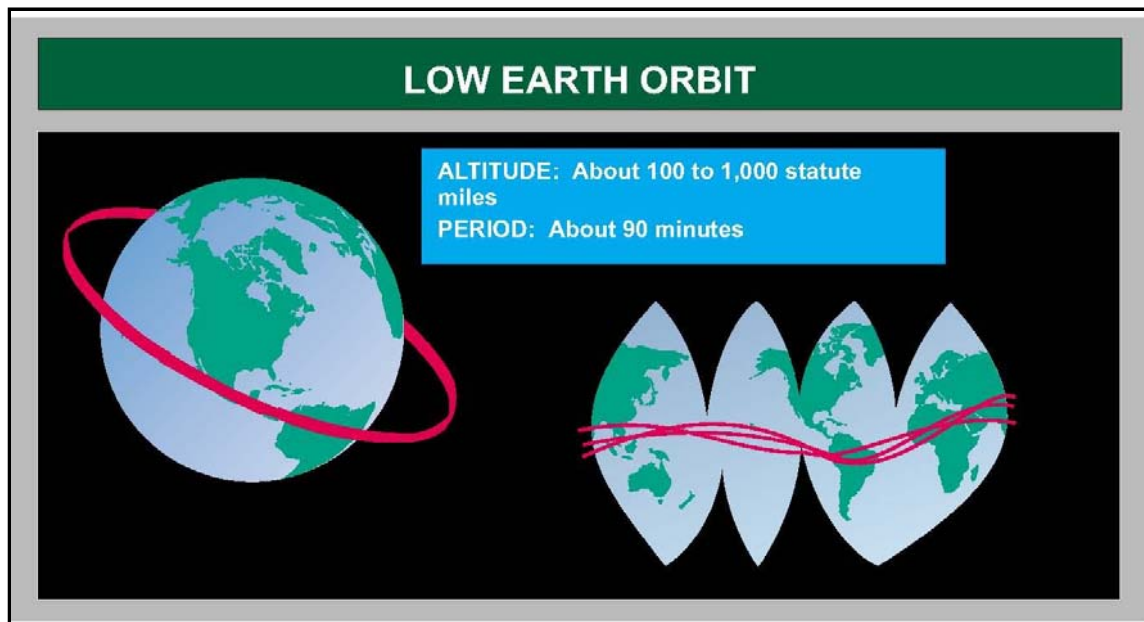 LOW EARTH ORBIT
ALTITUDE:  About 100 to 1,000 statute
miles
PERIOD:  About 90 minutes